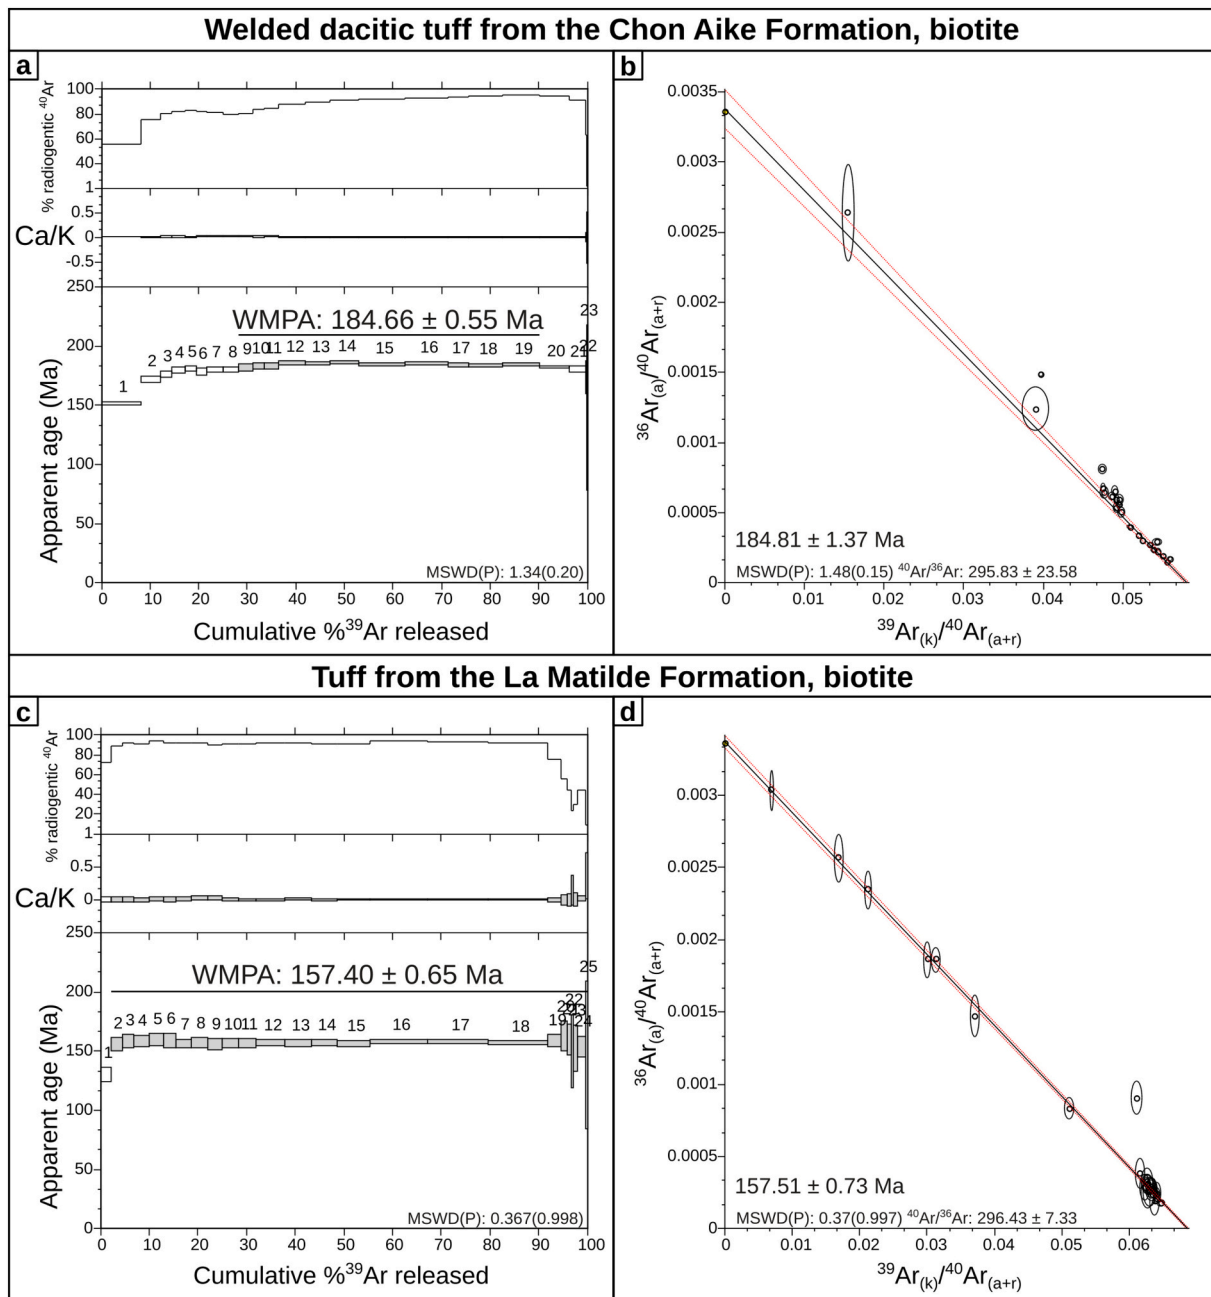 Welded dacitic tuff from the Chon Aike Formation, biotite
a
% radiogentic ⁴⁰Ar
100
80
60
40
1
Ca/K
0.5
0
-0.5
250
200
150
100
50
0
Apparent age (Ma)
WMPA: 184.66 ± 0.55 Ma
1 2 3 4 5 6 7 8 9 10 11 12 13 14 15 16 17 18 19 20 21 22 23
MSWD(P): 1.34(0.20)
0 10 20 30 40 50 60 70 80 90 100
Cumulative %³⁹Ar released
b
0.0035
0.003
0.0025
0.002
0.0015
0.001
0.0005
0
³⁶Ar(a)/⁴⁰Ar(a+r)
184.81 ± 1.37 Ma
MSWD(P): 1.48(0.15) ⁴⁰Ar/³⁶Ar: 295.83 ± 23.58
0 0.01 0.02 0.03 0.04 0.05
³⁹Ar(k)/⁴⁰Ar(a+r)
Tuff from the La Matilde Formation, biotite
c
% radiogentic ⁴⁰Ar
100
80
60
40
20
1
Ca/K
0.5
0
250
200
150
100
50
0
Apparent age (Ma)
WMPA: 157.40 ± 0.65 Ma
1 2 3 4 5 6 7 8 9 10 11 12 13 14 15 16 17 18 19 20 22 23 24 25
MSWD(P): 0.367(0.998)
0 10 20 30 40 50 60 70 80 90 100
Cumulative %³⁹Ar released
d
0.003
0.0025
0.002
0.0015
0.001
0.0005
0
³⁶Ar(a)/⁴⁰Ar(a+r)
157.51 ± 0.73 Ma
MSWD(P): 0.37(0.997) ⁴⁰Ar/³⁶Ar: 296.43 ± 7.33
0 0.01 0.02 0.03 0.04 0.05 0.06
³⁹Ar(k)/⁴⁰Ar(a+r)